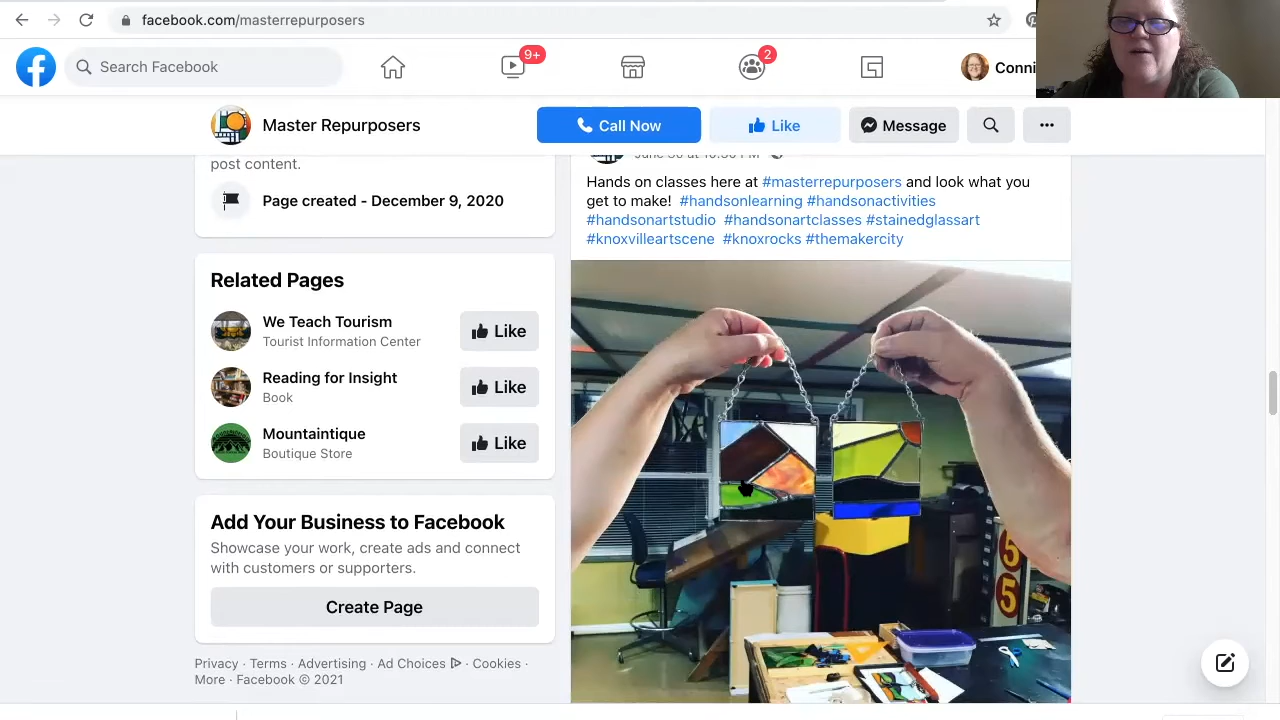 facebook.com/masterrepurposers
Search Facebook
9+
2
Conni
Master Repurposers
Call Now
Like
Message
post content.
Page created - December 9, 2020
Related Pages
We Teach Tourism
Tourist Information Center
Like
Reading for Insight
Book
Like
Mountaintique
Boutique Store
Like
Add Your Business to Facebook
Showcase your work, create ads and connect
with customers or supporters.
Create Page
Privacy · Terms · Advertising · Ad Choices · Cookies ·
More · Facebook © 2021
Hands on classes here at #masterrepurposers and look what you
get to make! #handsonlearning #handsonactivities
#handsonartstudio #handsonartclasses #stainedglassart
#knoxvilleartscene #knoxrocks #themakercity
5
5